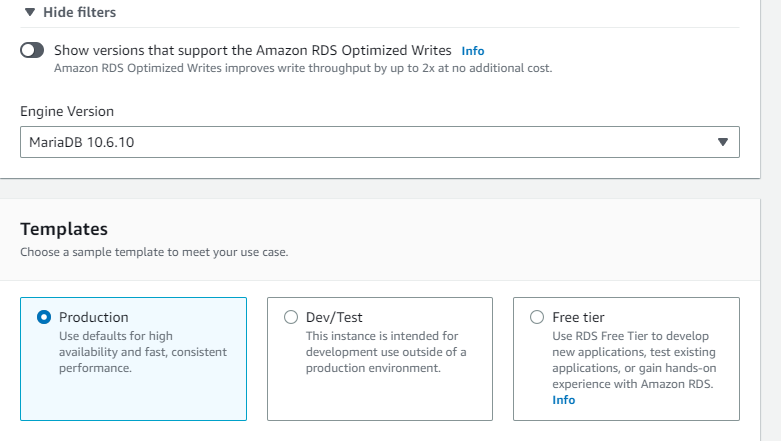 Hide filters
Show versions that support the Amazon RDS Optimized Writes Info
Amazon RDS Optimized Writes improves write throughput by up to 2x at no additional cost.
Engine Version
MariaDB 10.6.10
Templates
Choose a sample template to meet your use case.
Production
Use defaults for high
availability and fast, consistent
performance.
Dev/Test
This instance is intended for
development use outside of a
production environment.
Free tier
Use RDS Free Tier to develop
new applications, test existing
applications, or gain hands-on
experience with Amazon RDS.
Info